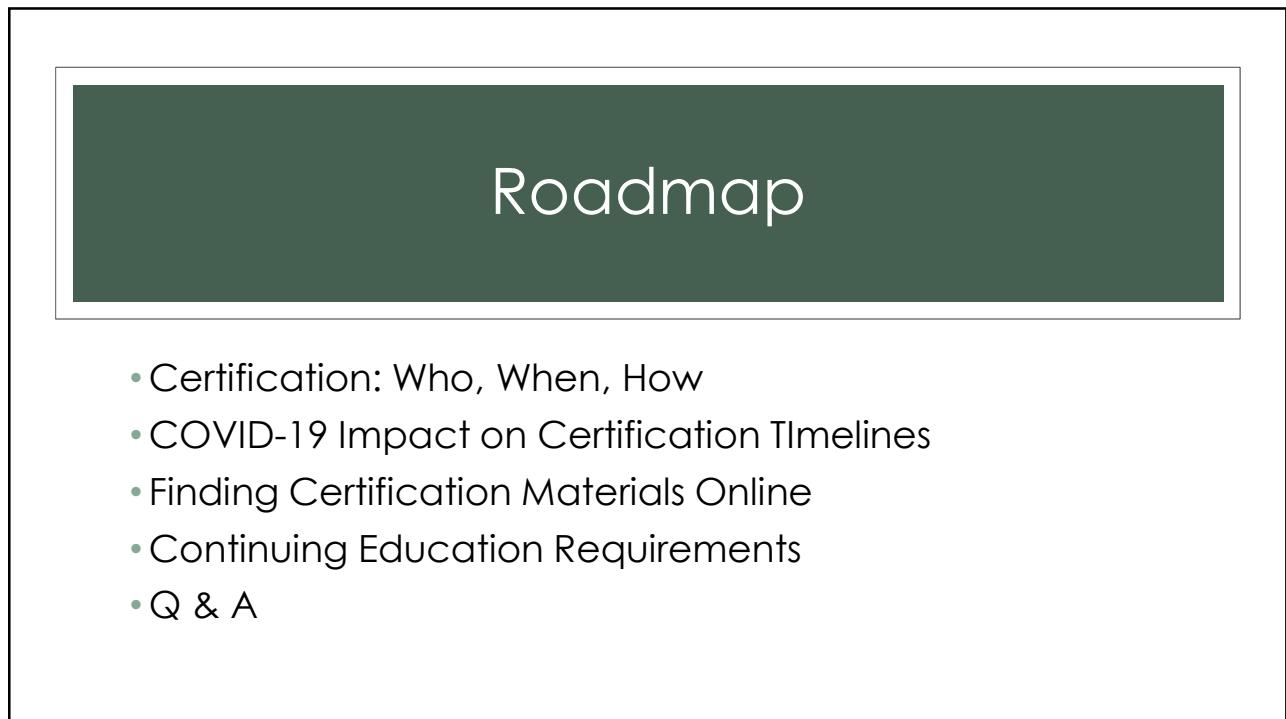 Roadmap
• Certification: Who, When, How
• COVID-19 Impact on Certification TImelines
• Finding Certification Materials Online
• Continuing Education Requirements
• Q & A